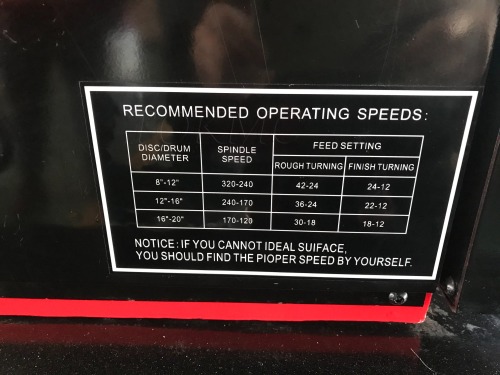 RECOMMENDED OPERATING SPEEDS:
DISC/DRUM DIAMETER SPINDLE SPEED FEED SETTING
ROUGH TURNING FINISH TURNING
8"-12" 320-240 42-24 24-12
12"-16" 240-170 36-24 22-12
16"-20" 170-120 30-18 18-12
NOTICE: IF YOU CANNOT IDEAL SUIFACE,
YOU SHOULD FIND THE PIOPER SPEED BY YOURSELF.